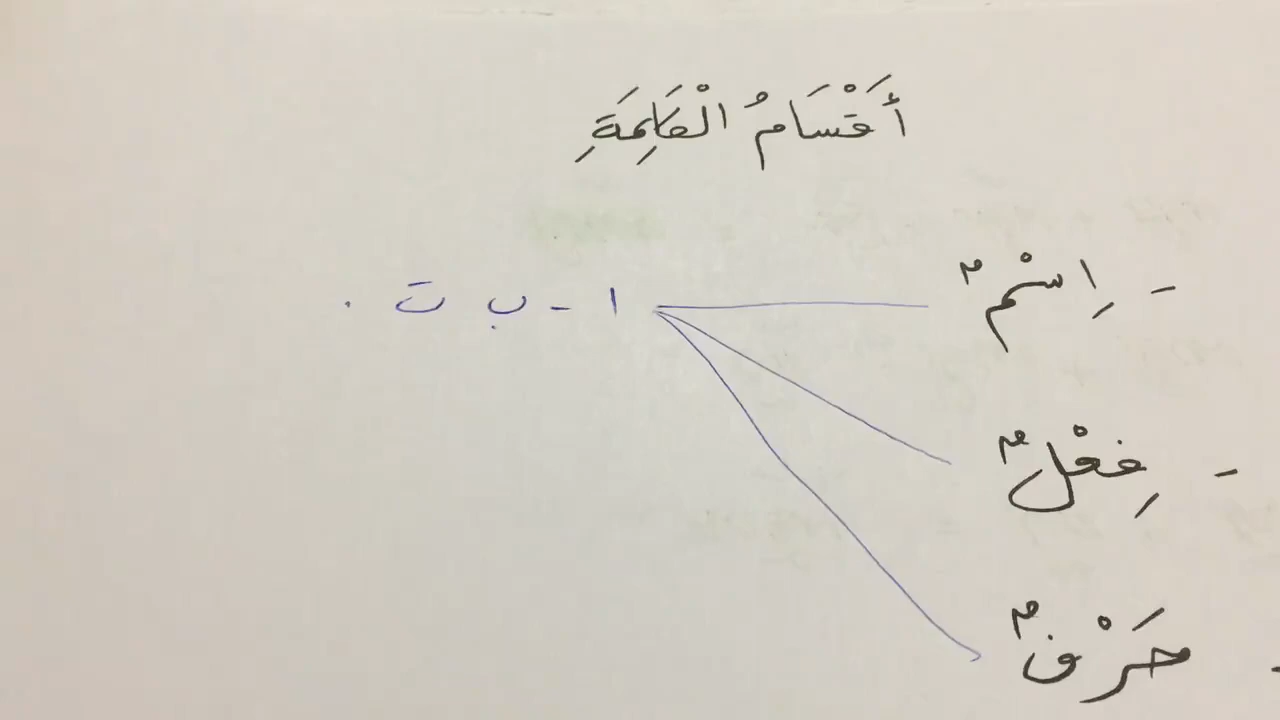 أَقْسَامُ الْكَلِمَةِ
- اِسْمٌ
ا - ب ت .
- فِعْلٌ
- حَرْفٌ